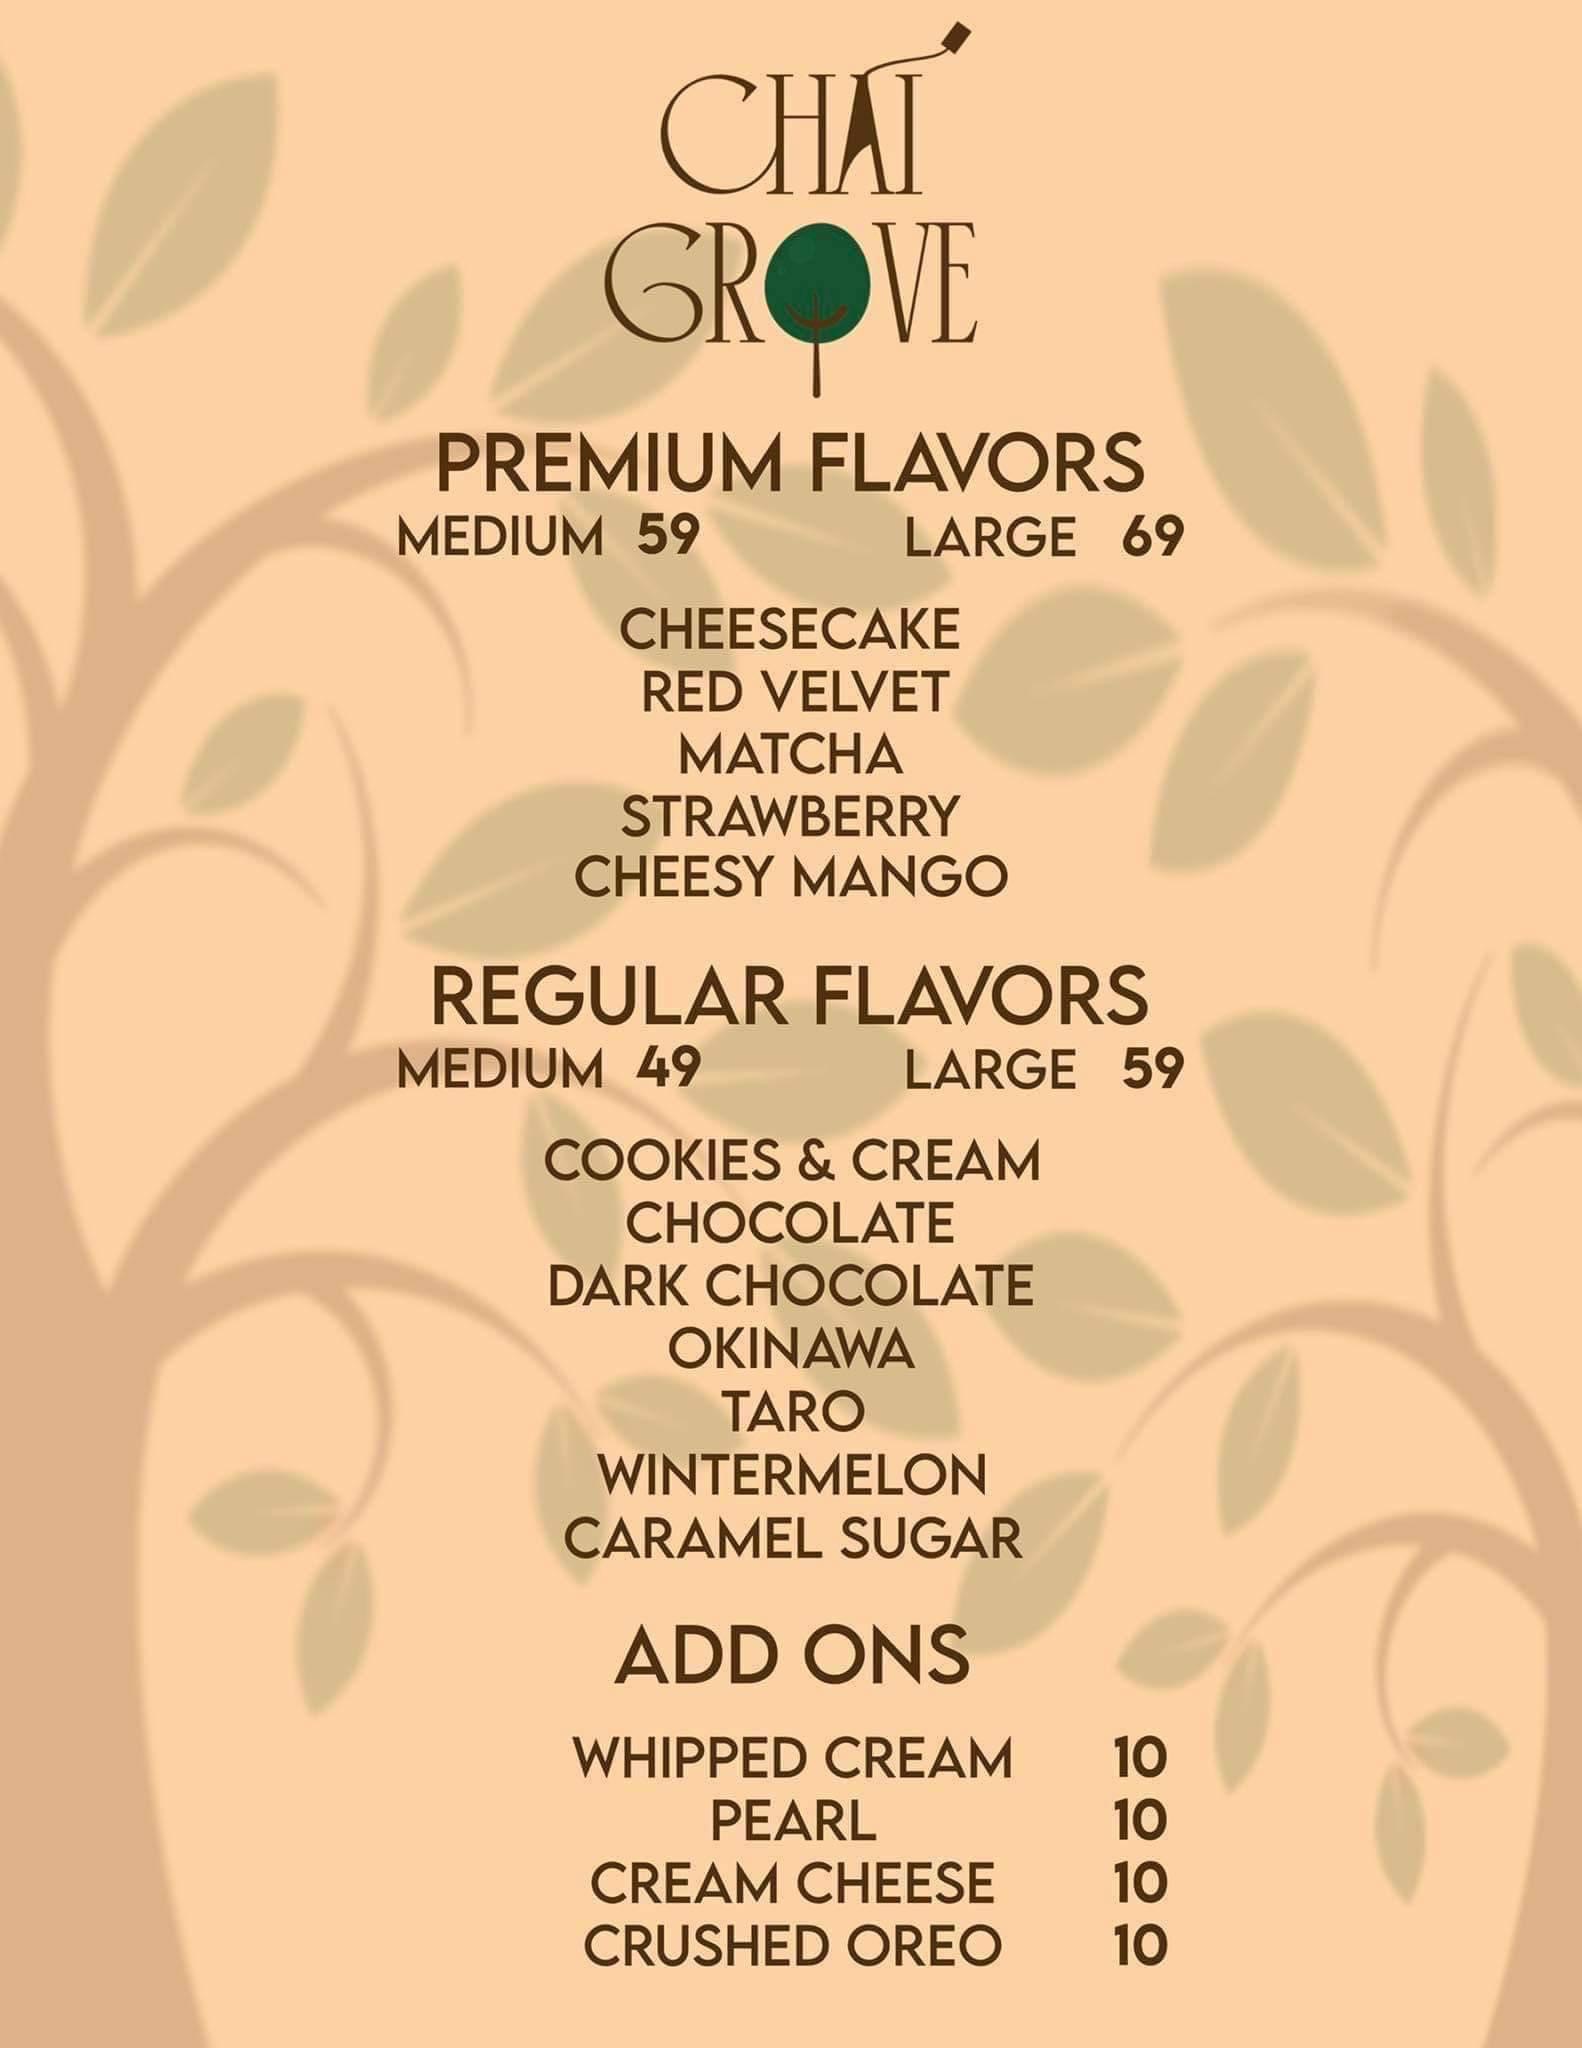 CHAI
GROVE
PREMIUM FLAVORS
MEDIUM 59 LARGE 69
CHEESECAKE
RED VELVET
MATCHA
STRAWBERRY
CHEESY MANGO
REGULAR FLAVORS
MEDIUM 49 LARGE 59
COOKIES & CREAM
CHOCOLATE
DARK CHOCOLATE
OKINAWA
TARO
WINTERMELON
CARAMEL SUGAR
ADD ONS
WHIPPED CREAM 10
PEARL 10
CREAM CHEESE 10
CRUSHED OREO 10